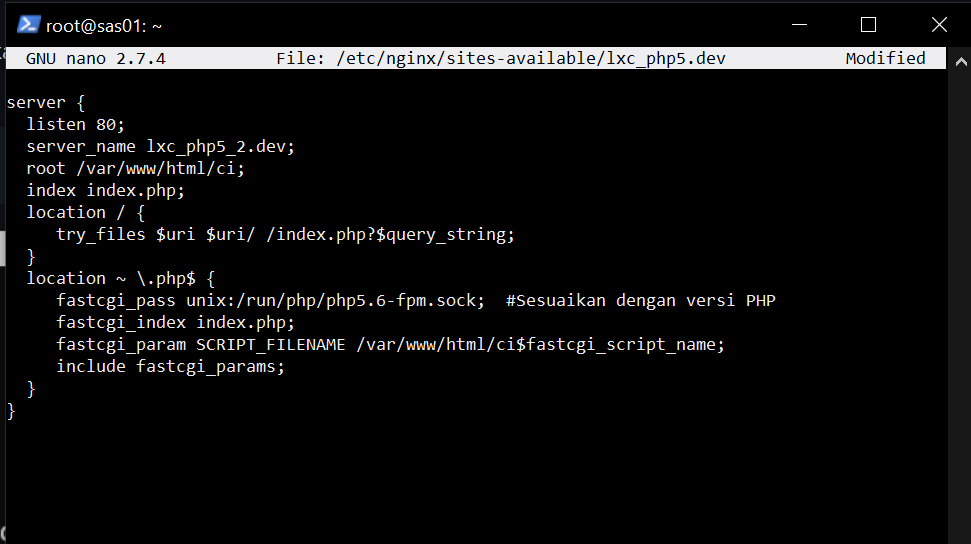 root@sas01: ~
GNU nano 2.7.4 File: /etc/nginx/sites-available/lxc_php5.dev Modified
server {
listen 80;
server_name lxc_php5_2.dev;
root /var/www/html/ci;
index index.php;
location / {
try_files $uri $uri/ /index.php?$query_string;
}
location ~ \.php$ {
fastcgi_pass unix:/run/php/php5.6-fpm.sock; #Sesuaikan dengan versi PHP
fastcgi_index index.php;
fastcgi_param SCRIPT_FILENAME /var/www/html/ci$fastcgi_script_name;
include fastcgi_params;
}
}